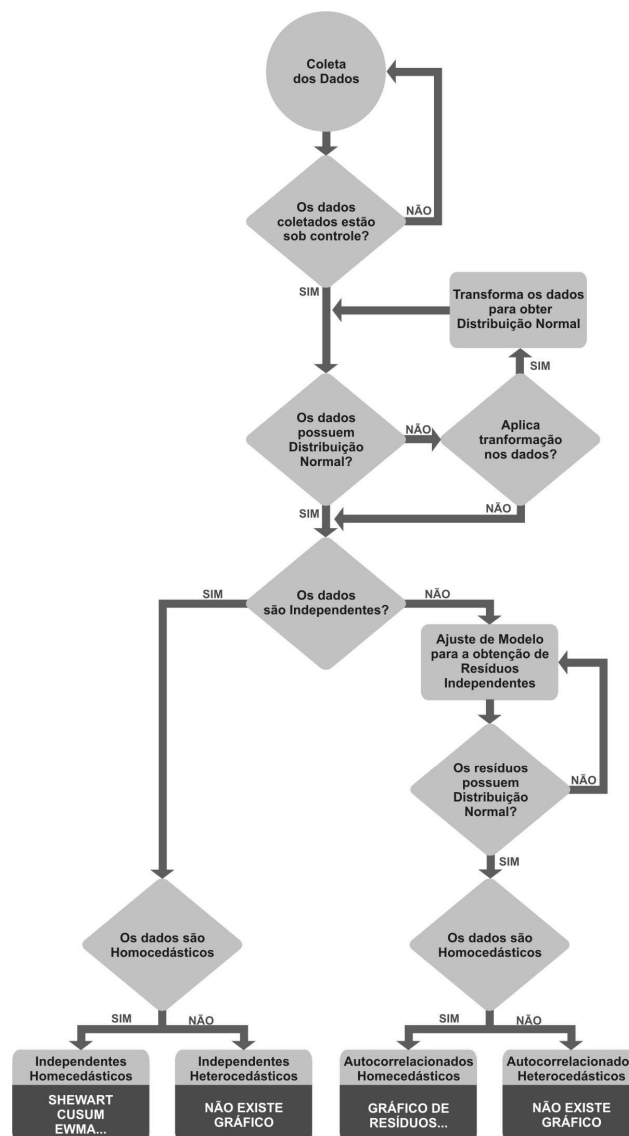 Coleta
dos Dados
Os dados
coletados estão
sob controle?
NÃO
SIM
Transforma os dados
para obter
Distribuição Normal
SIM
Os dados
possuem
Distribuição
Normal?
NÃO
Aplica
tranformação
nos dados?
SIM
NÃO
Os dados
são Independentes?
SIM
NÃO
Ajuste de Modelo
para a obtenção de
Resíduos
Independentes
Os resíduos
possuem
Distribuição
Normal?
NÃO
SIM
Os dados são
Homocedásticos
Os dados são
Homocedásticos
SIM
NÃO
SIM
NÃO
Independentes
Homecedásticos
SHEWART
CUSUM
EWMA...
Independentes
Heterocedásticos
NÃO EXISTE
GRÁFICO
Autocorrelacionados
Homecedásticos
GRÁFICO DE
RESÍDUOS...
Autocorrelacionados
Heterocedásticos
NÃO EXISTE
GRÁFICO